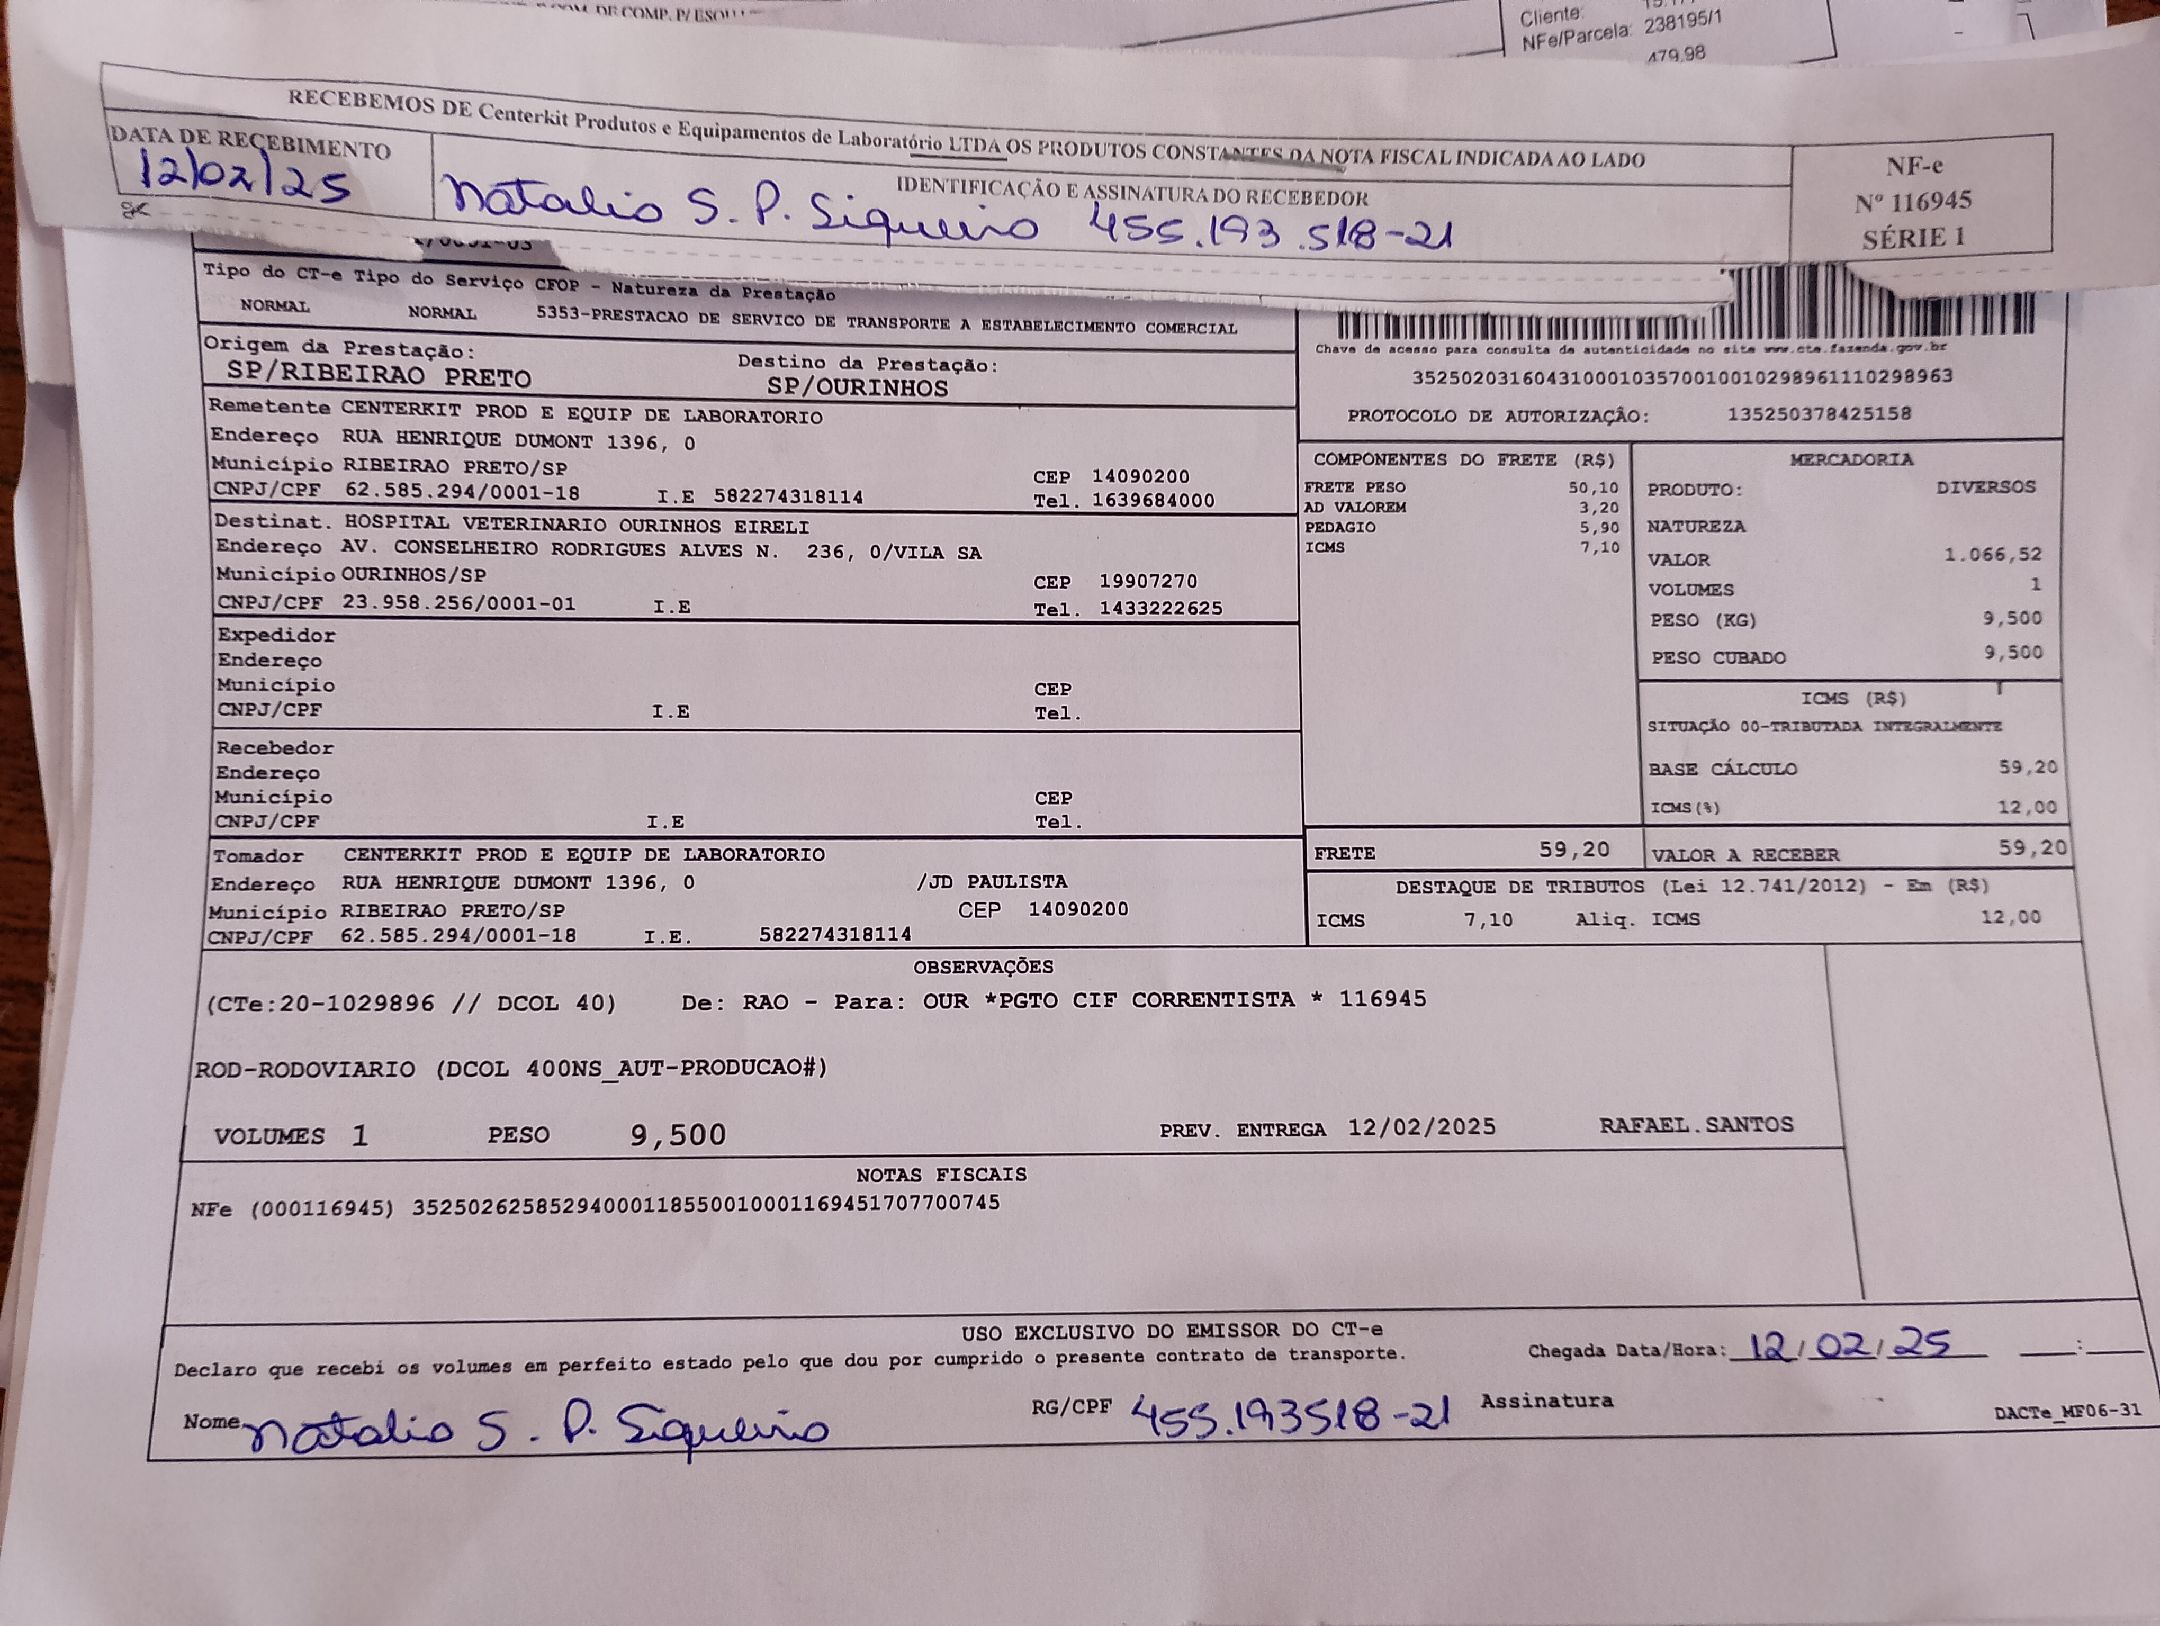 DE COMP. P/
Cliente:
NFe/Parcela: 238195/1
479,98
RECEBEMOS DE Centerkit Produtos e Equipamentos de Laboratório LTDA OS PRODUTOS CONSTANTES DA NOTA FISCAL INDICADA AO LADO
DATA DE RECEBIMENTO
12/02/25
IDENTIFICAÇÃO E ASSINATURA DO RECEBEDOR
Natalio S. P. Siqueiro 455.193.518-21
NF-e
Nº 116945
SÉRIE 1
Tipo do CT-e Tipo do Serviço CFOP - Natureza da Prestação
NORMAL NORMAL 5353-PRESTACAO DE SERVICO DE TRANSPORTE A ESTABELECIMENTO COMERCIAL
Origem da Prestação: Destino da Prestação:
SP/RIBEIRAO PRETO SP/OURINHOS
Chave de acesso para consulta de autenticidade no site www.cte.fazenda.gov.br
35250203160431000103570010010298961110298963
PROTOCOLO DE AUTORIZAÇÃO: 135250378425158
Remetente CENTERKIT PROD E EQUIP DE LABORATORIO
Endereço RUA HENRIQUE DUMONT 1396, 0
Município RIBEIRAO PRETO/SP CEP 14090200
CNPJ/CPF 62.585.294/0001-18 I.E 582274318114 Tel. 1639684000
Destinat. HOSPITAL VETERINARIO OURINHOS EIRELI
Endereço AV. CONSELHEIRO RODRIGUES ALVES N. 236, 0/VILA SA
Município OURINHOS/SP CEP 19907270
CNPJ/CPF 23.958.256/0001-01 I.E Tel. 1433222625
Expedidor
Endereço
Município CEP
CNPJ/CPF I.E Tel.
Recebedor
Endereço
Município CEP
CNPJ/CPF I.E Tel.
Tomador CENTERKIT PROD E EQUIP DE LABORATORIO
Endereço RUA HENRIQUE DUMONT 1396, 0 /JD PAULISTA
Município RIBEIRAO PRETO/SP CEP 14090200
CNPJ/CPF 62.585.294/0001-18 I.E. 582274318114
COMPONENTES DO FRETE (R$)
FRETE PESO 50,10
AD VALOREM 3,20
PEDAGIO 5,90
ICMS 7,10
MERCADORIA
PRODUTO: DIVERSOS
NATUREZA
VALOR 1.066,52
VOLUMES 1
PESO (KG) 9,500
PESO CUBADO 9,500
ICMS (R$)
SITUAÇÃO 00-TRIBUTADA INTEGRALMENTE
BASE CÁLCULO 59,20
ICMS(%) 12,00
FRETE 59,20 VALOR A RECEBER 59,20
DESTAQUE DE TRIBUTOS (Lei 12.741/2012) - Em (R$)
ICMS 7,10 Aliq. ICMS 12,00
OBSERVAÇÕES
(CTe:20-1029896 // DCOL 40) De: RAO - Para: OUR *PGTO CIF CORRENTISTA * 116945
ROD-RODOVIARIO (DCOL 400NS_AUT-PRODUCAO#)
VOLUMES 1 PESO 9,500 PREV. ENTREGA 12/02/2025 RAFAEL.SANTOS
NOTAS FISCAIS
NFe (000116945) 35250262585294000118550010001169451707700745
USO EXCLUSIVO DO EMISSOR DO CT-e
Declaro que recebi os volumes em perfeito estado pelo que dou por cumprido o presente contrato de transporte.
Chegada Data/Hora: 12/02/25 :
Nome Natalio S. P. Siqueiro RG/CPF 455.193518-21 Assinatura
DACTe_MF06-31